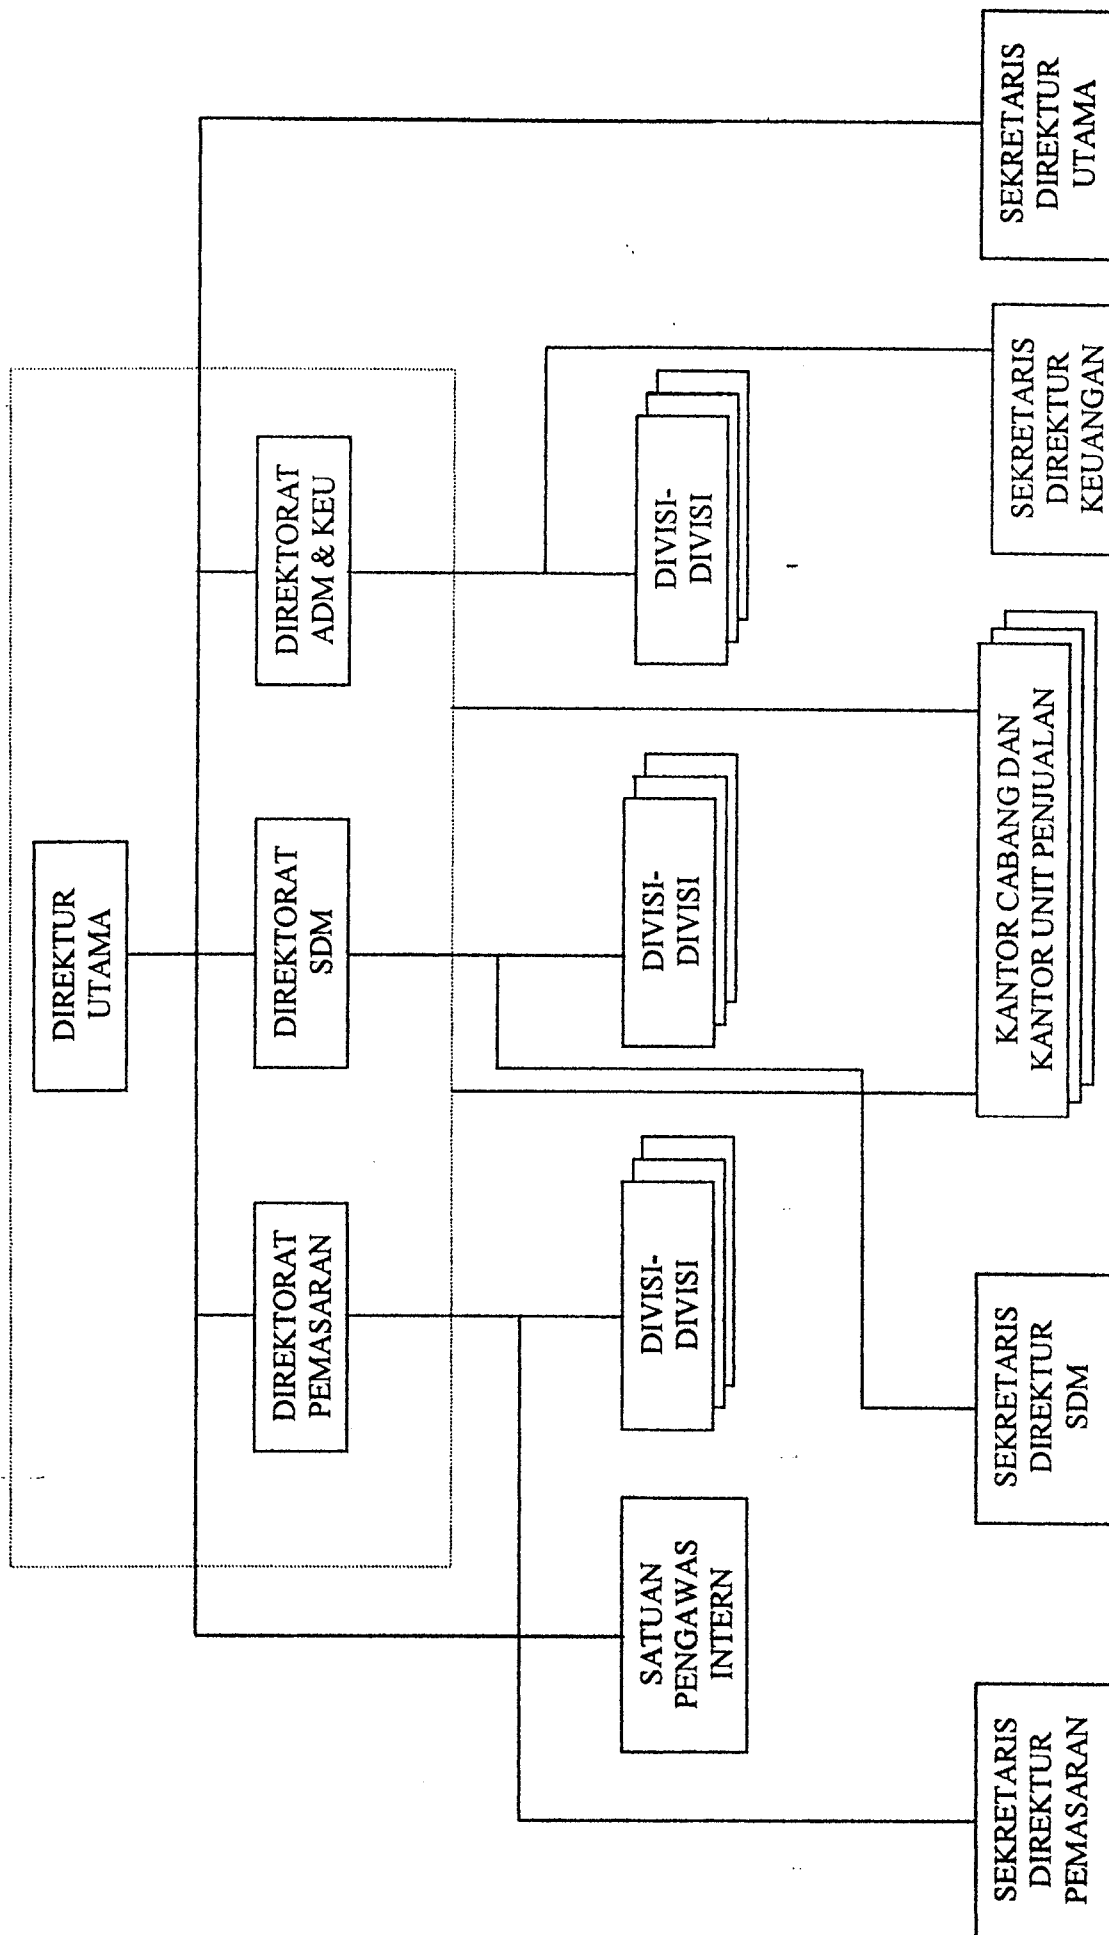 DIREKTUR
UTAMA
DIREKTORAT
PEMASARAN
DIREKTORAT
SDM
DIREKTORAT
ADM & KEU
SATUAN
PENGAWAS
INTERN
DIVISI-
DIVISI
DIVISI-
DIVISI
DIVISI-
DIVISI
SEKRETARIS
DIREKTUR
PEMASARAN
SEKRETARIS
DIREKTUR
SDM
KANTOR CABANG DAN
KANTOR UNIT PENJUALAN
SEKRETARIS
DIREKTUR
KEUANGAN
SEKRETARIS
DIREKTUR
UTAMA